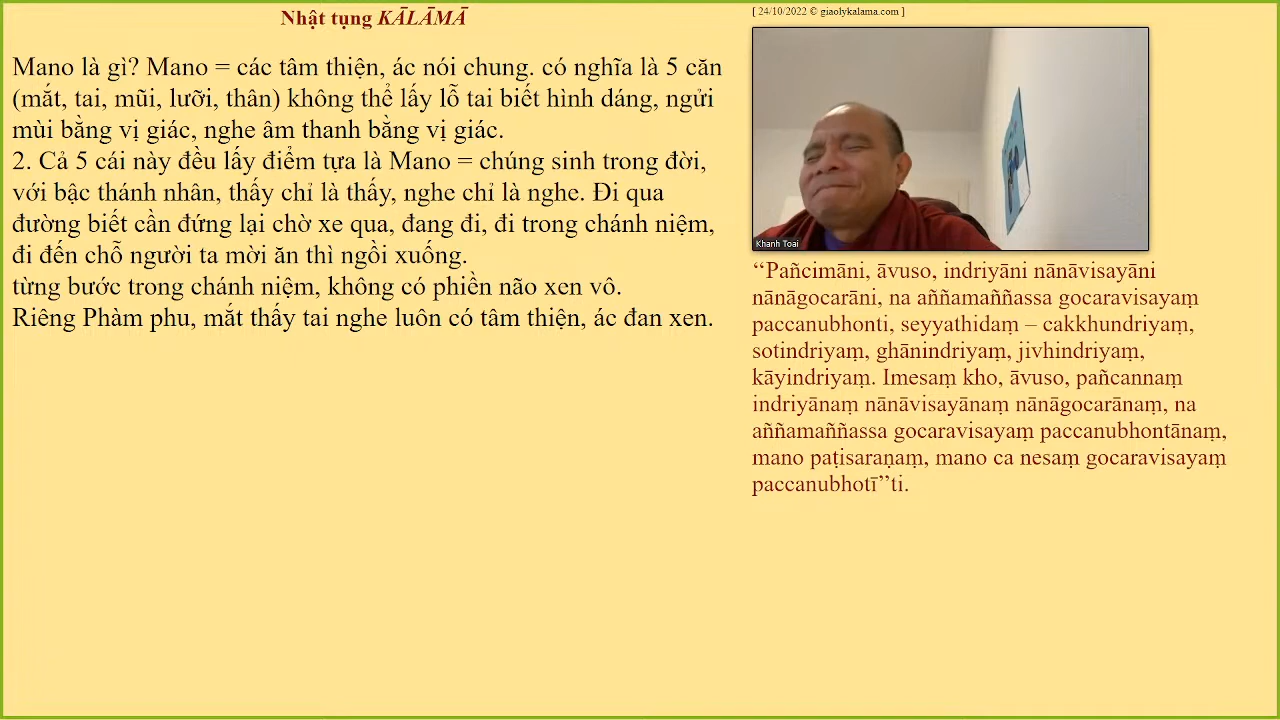 Nhật tụng KĀLĀMĀ
Mano là gì? Mano = các tâm thiện, ác nói chung. có nghĩa là 5 căn
(mắt, tai, mũi, lưỡi, thân) không thể lấy lỗ tai biết hình dáng, ngửi
mùi bằng vị giác, nghe âm thanh bằng vị giác.
2. Cả 5 cái này đều lấy điểm tựa là Mano = chúng sinh trong đời,
với bậc thánh nhân, thấy chỉ là thấy, nghe chỉ là nghe. Đi qua
đường biết cần đứng lại chờ xe qua, đang đi, đi trong chánh niệm,
đi đến chỗ người ta mời ăn thì ngồi xuống.
từng bước trong chánh niệm, không có phiền não xen vô.
Riêng Phàm phu, mắt thấy tai nghe luôn có tâm thiện, ác đan xen.
[ 24/10/2022 © giaolykalama.com ]
Khanh Toai
‘‘Pañcimāni, āvuso, indriyāni nānāvisayāni
nānāgocarāni, na aññamaññassa gocaravisayaṃ
paccanubhonti, seyyathidaṃ – cakkhundriyaṃ,
sotindriyaṃ, ghānindriyaṃ, jivhindriyaṃ,
kāyindriyaṃ. Imesaṃ kho, āvuso, pañcannaṃ
indriyānaṃ nānāvisayānaṃ nānāgocarānaṃ, na
aññamaññassa gocaravisayaṃ paccanubhontānaṃ,
mano paṭisaraṇaṃ, mano ca nesaṃ gocaravisayaṃ
paccanubhotī’’ti.